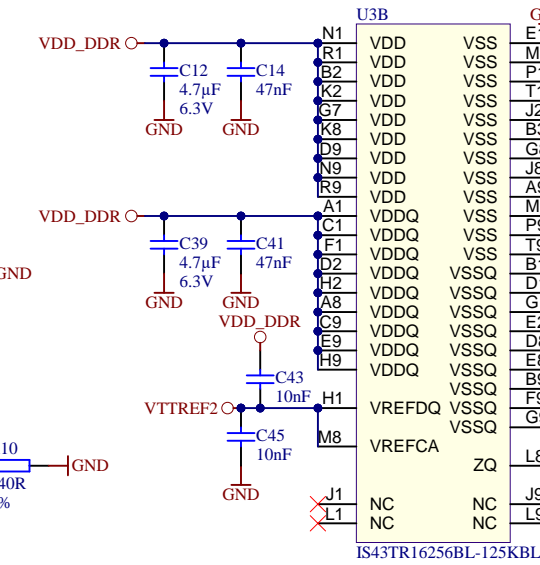 U3B
VDD_DDR
C12
4.7µF
6.3V
GND
C14
47nF
GND
N1 VDD VSS
R1 VDD VSS
B2 VDD VSS
K2 VDD VSS
G7 VDD VSS
K8 VDD VSS
D9 VDD VSS
N9 VDD VSS
R9 VDD VSS
VDD_DDR
C39
4.7µF
6.3V
GND
C41
47nF
GND
A1 VDDQ VSS
C1 VDDQ VSS
F1 VDDQ VSS
D2 VDDQ VSSQ
H2 VDDQ VSSQ
A8 VDDQ VSSQ
C9 VDDQ VSSQ
E9 VDDQ VSSQ
H9 VDDQ VSSQ
VSSQ
GND
VDD_DDR
C43
10nF
VTTREF2
H1 VREFDQ VSSQ
VSSQ
C45
10nF
GND
M8 VREFCA
ZQ L8
10
40R
%
GND
J1 NC NC J9
L1 NC NC L9
IS43TR16256BL-125KBL